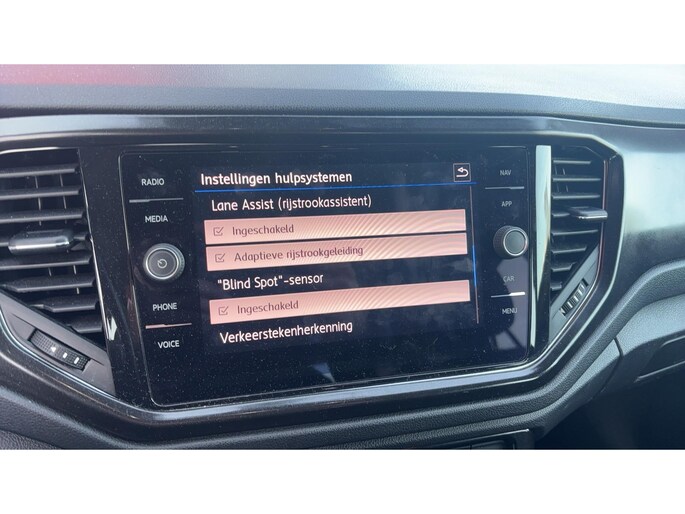 RADIO
MEDIA
PHONE
VOICE
Instellingen hulpsystemen
Lane Assist (rijstrookassistent)
Ingeschakeld
Adaptieve rijstrookgeleiding
"Blind Spot"-sensor
Ingeschakeld
Verkeerstekenherkenning
NAV
APP
CAR
MENU